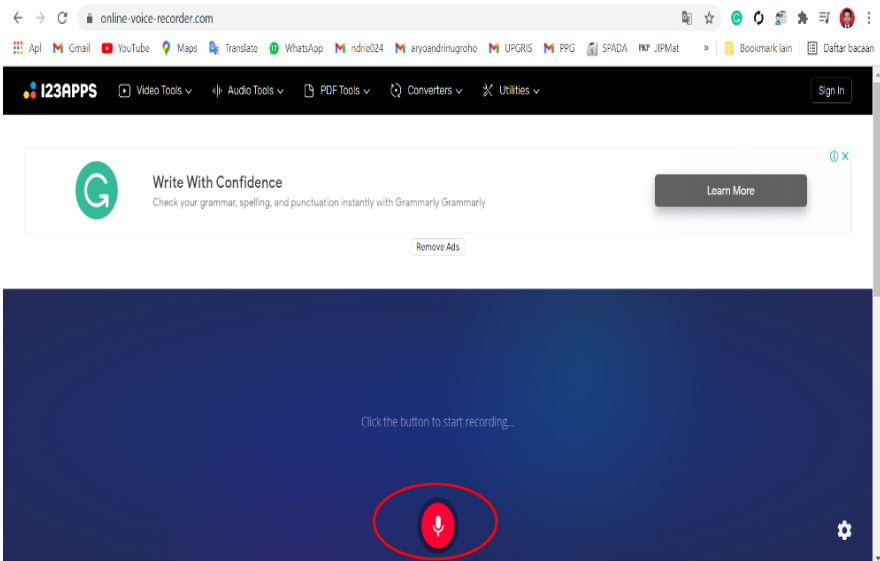 online-voice-recorder.com
Apl Gmail YouTube Maps Translate WhatsApp ndrie024 aryoandrinugroho UPGRIS PPG SPADA PKP JIPMat » Bookmark lain Daftar bacaan
123APPS Video Tools Audio Tools PDF Tools Converters Utilities Sign In
Write With Confidence
Check your grammar, spelling, and punctuation instantly with Grammarly Grammarly
Learn More
Remove Ads
Click the button to start recording...